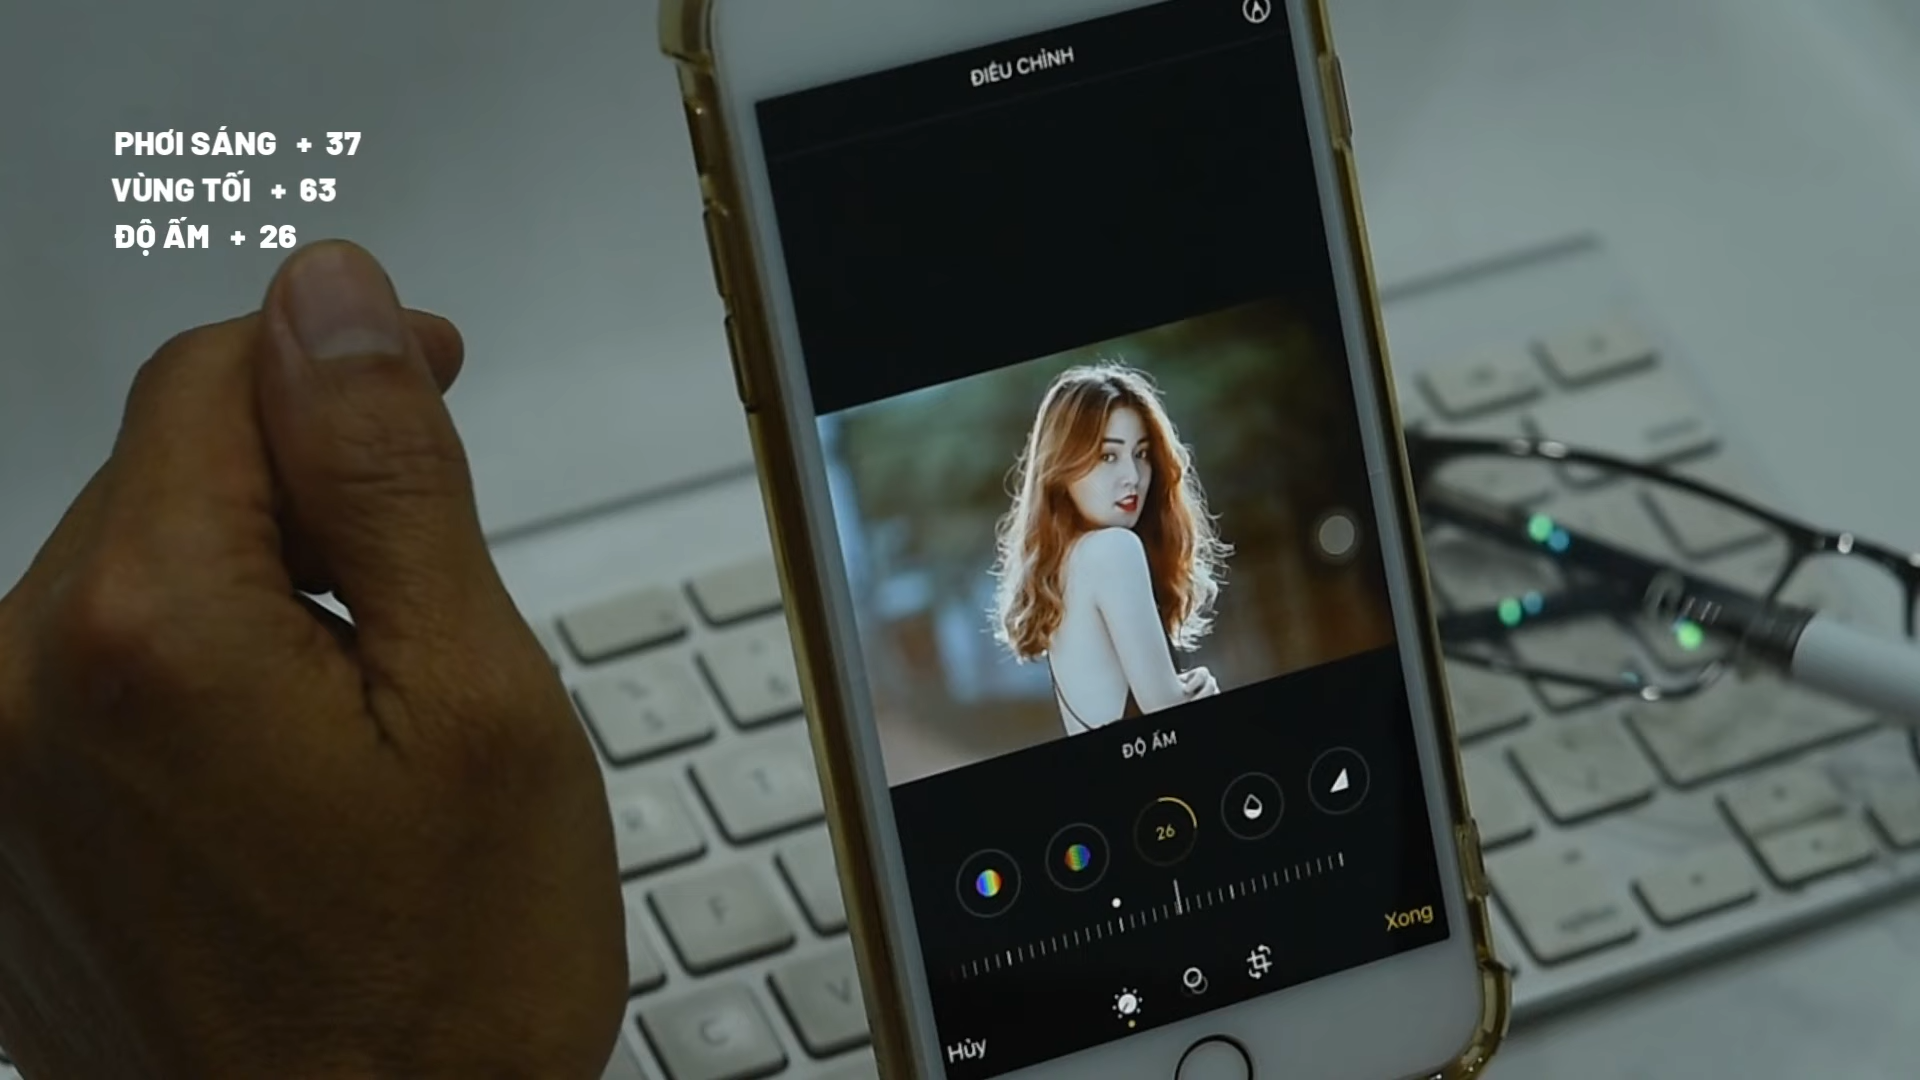 PHƠI SÁNG + 37
VÙNG TỐI + 63
ĐỘ ẤM + 26
ĐIỀU CHỈNH
ĐỘ ẤM
26
Xong
Hủy
F
C
V
T